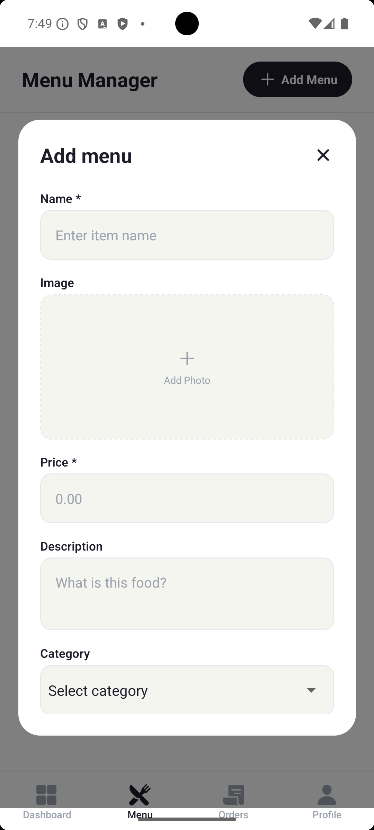 7:49
Menu Manager
Add Menu
Add menu
Name *
Enter item name
Image
Add Photo
Price *
0.00
Description
What is this food?
Category
Select category
Dashboard
Menu
Orders
Profile